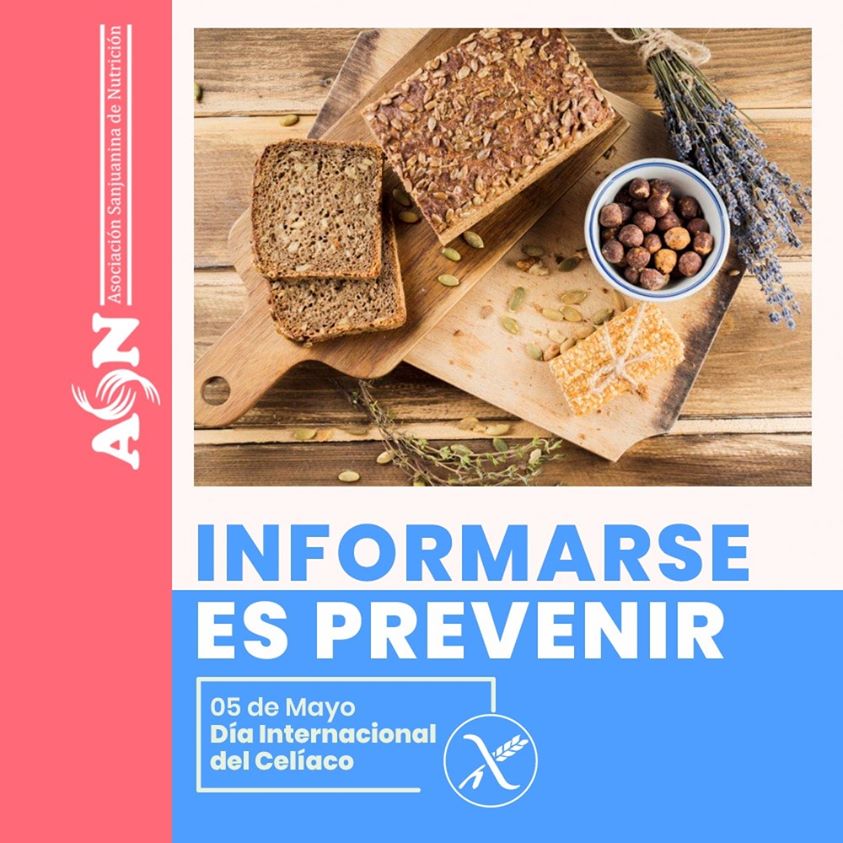 ASN
Asociación Sanjuanina de Nutrición
INFORMARSE
ES PREVENIR
05 de Mayo
Día Internacional
del Celíaco